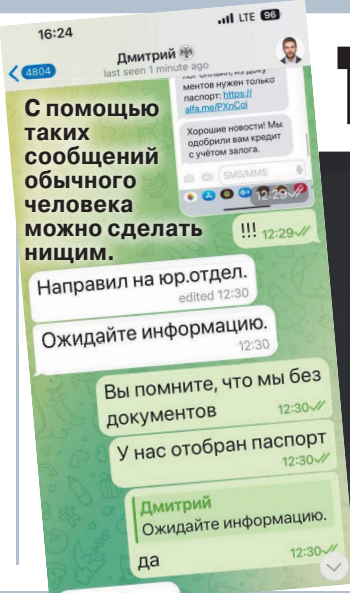 16:24
LTE 96
4804
Дмитрий
last seen 1 minute ago
ментов нужен только
паспорт: https://
alfa.me/PXnCol
Хорошие новости! Мы
одобрили вам кредит
с учётом залога.
SMS/MMS
12:29
С помощью
таких
сообщений
обычного
человека
можно сделать
нищим.
!!! 12:29
Направил на юр.отдел.
edited 12:30
Ожидайте информацию.
12:30
Вы помните, что мы без
документов 12:30
У нас отобран паспорт
12:30
Дмитрий
Ожидайте информацию.
да 12:30